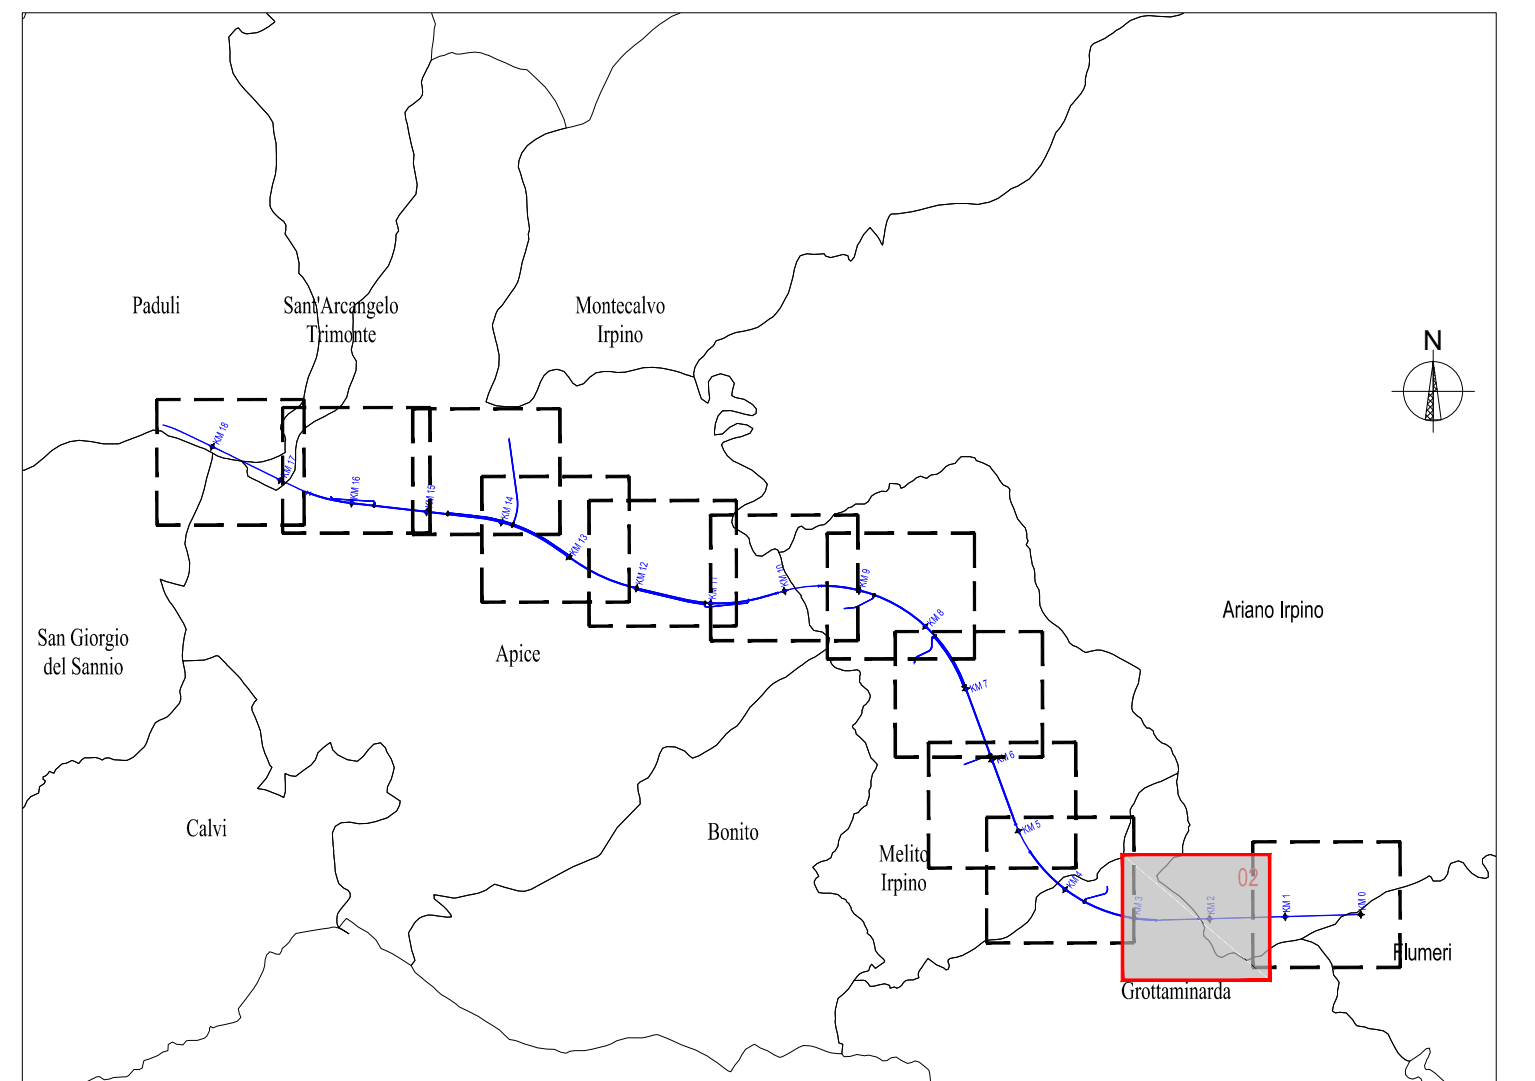 Paduli
Sant'Arcangelo
Trimonte
Montecalvo
Irpino
N
KM 18
KM 17
KM 16
KM 15
KM 14
KM 13
KM 12
KM 11
KM 10
KM 9
KM 8
KM 7
KM 6
KM 5
KM 4
KM 3
KM 2
KM 1
KM 0
Ariano Irpino
San Giorgio
del Sannio
Apice
Calvi
Bonito
Melito
Irpino
02
Flumeri
Grottaminarda